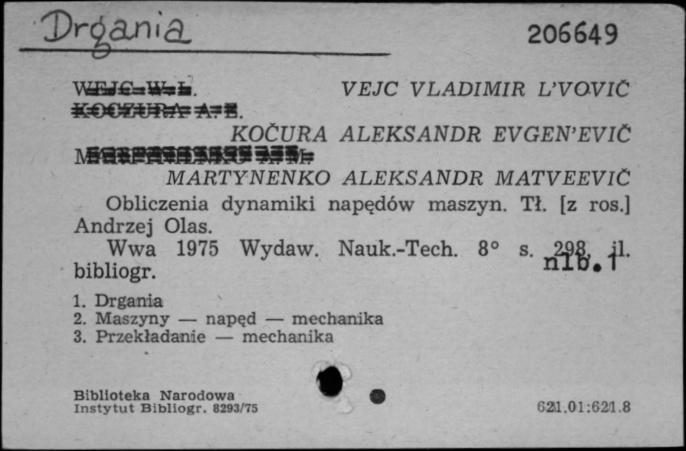 Drgania 206649
WEJC W. L. VEJC VLADIMIR L'VOVIČ
KOCZURA A. E.
KOČURA ALEKSANDR EVGEN'EVIČ
MARTYNENKO ALEKSANDR MATVEEVIČ
Obliczenia dynamiki napędów maszyn. Tł. [z ros.]
Andrzej Olas.
Wwa 1975 Wydaw. Nauk.-Tech. 8° s. 298, il.
nlb. 1
bibliogr.
1. Drgania
2. Maszyny — napęd — mechanika
3. Przekładanie — mechanika
Biblioteka Narodowa
Instytut Bibliogr. 8293/75 621.01:621.8